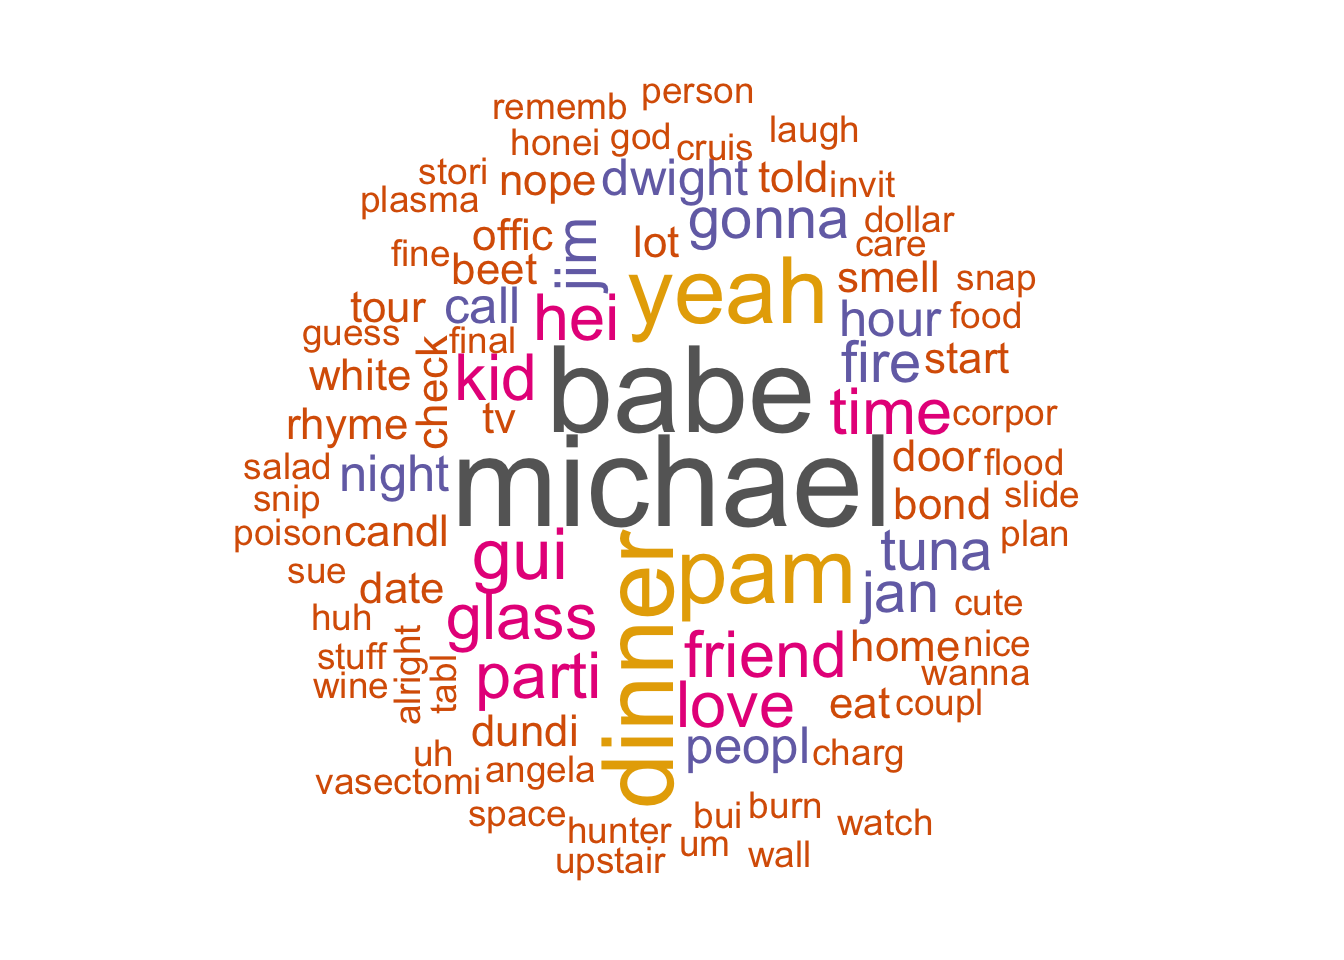 person
rememb
laugh
honei god cruis
stori nope dwight told invit
plasma gonna dollar
offic jim lot care
fine beet yeah smell snap
tour call hei hour food
guess final
check
white kid babe fire start
rhyme tv time corpor
salad night michael door flood
snip bond slide
poison candl gui dinner pam tuna plan
sue date jan cute
huh glass
stuff alright tabl parti friend home nice
wine wanna
love eat coupl
dundi peopl charg
uh angela
vasectomi
space hunter bui burn watch
upstair um wall